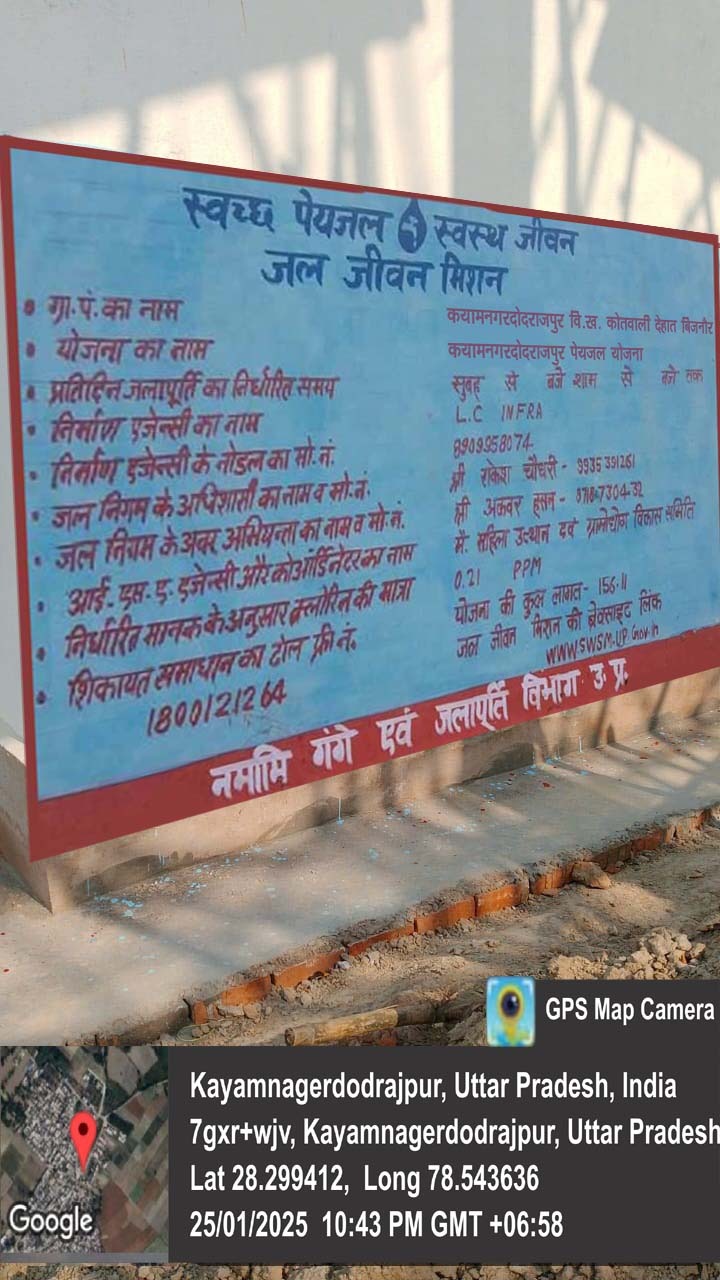 स्वच्छ पेयजल स्वस्थ जीवन
जल जीवन मिशन
• ग्रा.पं.का नाम
कयामनगरदोदराजपुर वि.ख. कोतवाली देहात बिजनौर
• योजना का नाम
कयामनगरदोदराजपुर पेयजल योजना
• प्रतिदिन जलापूर्ति का निर्धारित समय
सुबह से बजे शाम से बजे तक
• निर्माण एजेन्सी का नाम
L.C INFRA
• निर्माण एजेन्सी के नोडल का मो.नं.
8909958074
• जल निगम के अधिशासी का नाम व मो.नं.
श्री राकेश चौधरी - 9935391261
• जल निगम के अवर अभियन्ता का नाम व मो.नं.
श्री अकबर हसन -
• आई.एस.ए.एजेन्सी और कोऑर्डिनेटर का नाम
मै. महिला उत्थान एवं ग्रामोधोग विकास समिति
• निर्धारित मानक के अनुसार क्लोरिन की मात्रा
0.21 PPM
• शिकायत समाधान का टोल फ्री नं.
1800121264
योजना की कुल लागत - 156.11
जल जीवन मिशन की लिंक
WWW.SWSM.UP.Gov.in
नमामि गंगे एवं जलापूर्ति विभाग उ.प्र.
GPS Map Camera
Kayamnagerdodrajpur, Uttar Pradesh, India
7gxr+wjv, Kayamnagerdodrajpur, Uttar Pradesh
Lat 28.299412, Long 78.543636
25/01/2025 10:43 PM GMT +06:58
Google